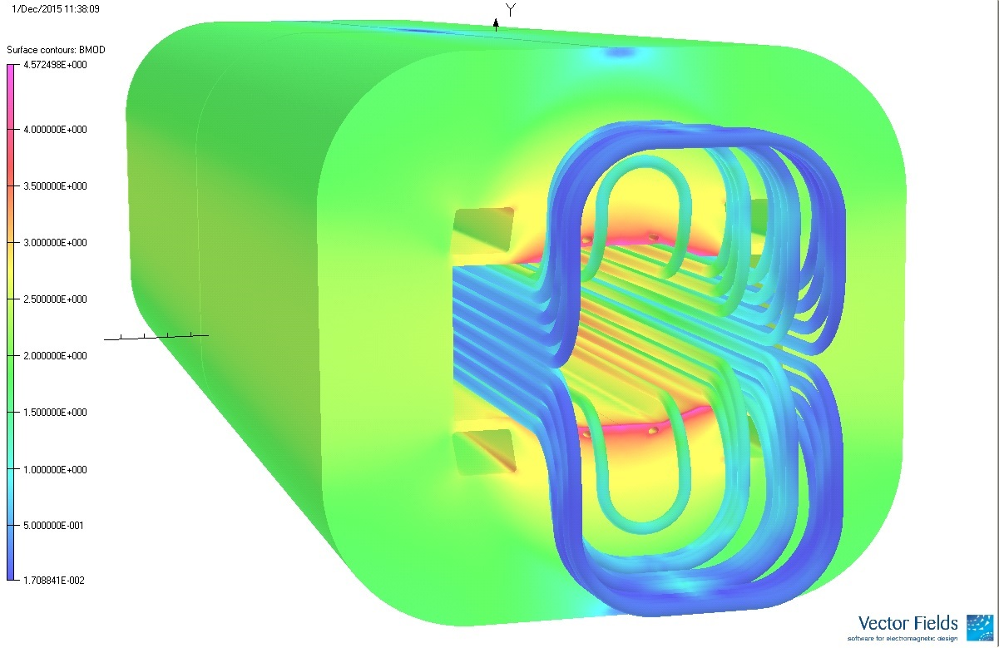 1/Dec/2015 11:38:09
Y
Surface contours: BMOD
4.572498E+000
4.000000E+000
3.500000E+000
3.000000E+000
2.500000E+000
2.000000E+000
1.500000E+000
1.000000E+000
5.000000E-001
1.708841E-002
Vector Fields
software for electromagnetic design